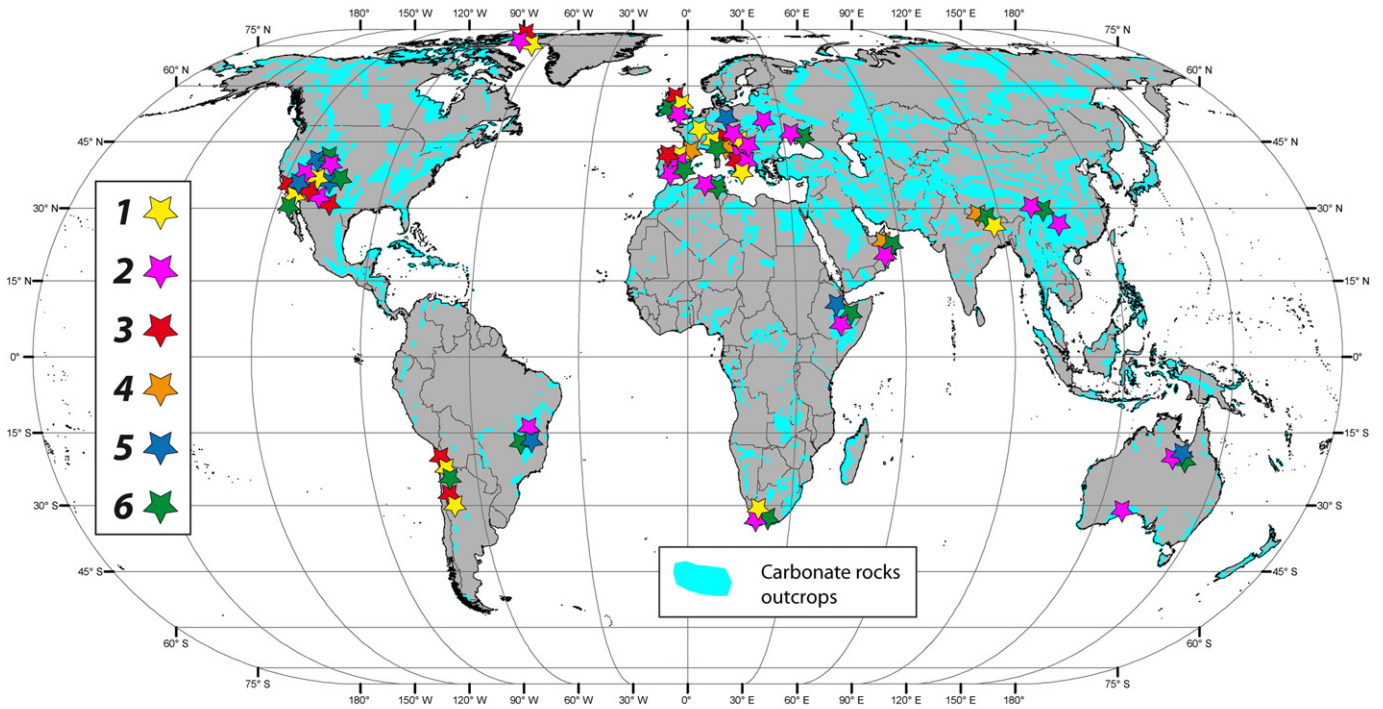 150° W 120° W 90° W 60° W 30° W 0° 30° E 60° E 90° E 120° E 150° E 180°
75° N 75° N
60° N 60° N
45° N 45° N
30° N 30° N
15° N 15° N
0° 0°
15° S 15° S
30° S 30° S
45° S 45° S
60° S 60° S
75° S 75° S
150° W 120° W 90° W 60° W 30° W 0° 30° E 60° E 90° E 120° E 150° E 180°
1
2
3
4
5
6
Carbonate rocks
outcrops